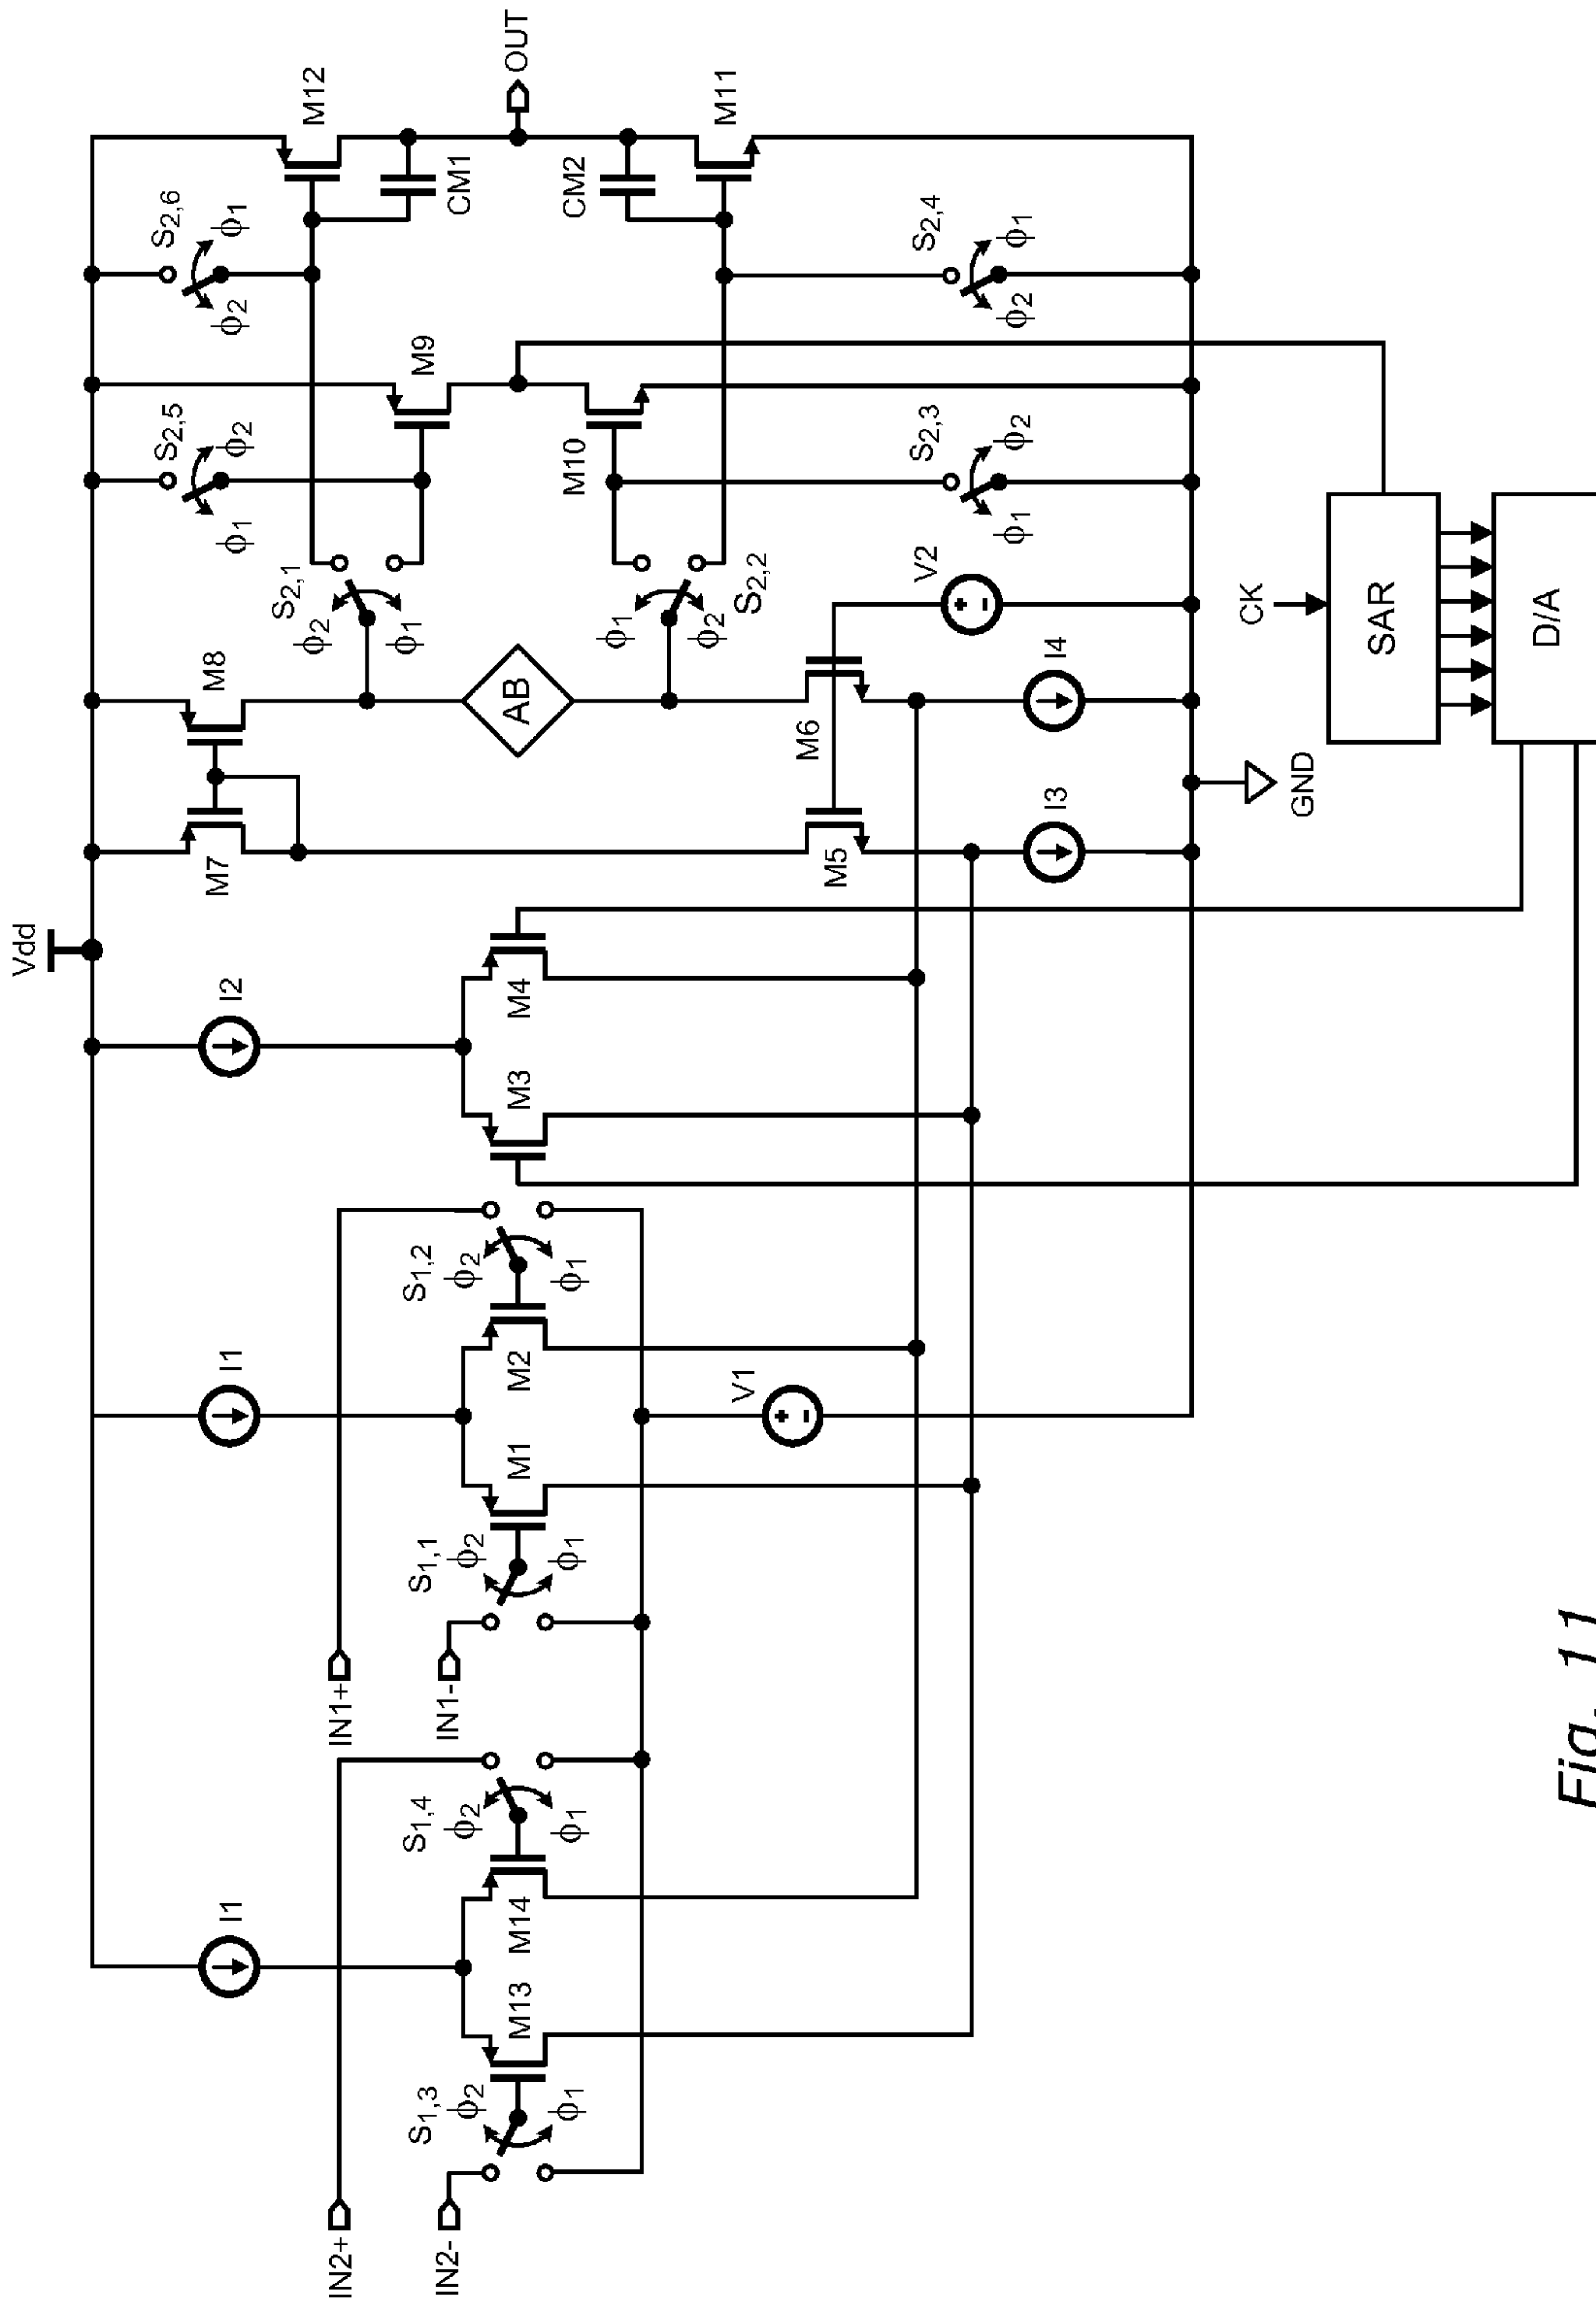 Vdd
I1
I1
I2
M7
M8
S2,5
ϕ1
ϕ2
S2,6
ϕ2
ϕ1
M12
IN2+
IN1+
S2,1
ϕ2
ϕ1
M9
CM1
IN2-
S1,3
ϕ2
ϕ1
M13
M14
S1,4
ϕ2
ϕ1
IN1-
S1,1
ϕ2
ϕ1
M1
M2
S1,2
ϕ2
ϕ1
M3
M4
AB
M10
OUT
ϕ1
ϕ2
S2,2
CM2
M11
V1
M5
M6
V2
S2,3
ϕ1
ϕ2
S2,4
ϕ2
ϕ1
I3
I4
GND
CK
SAR
D/A
Fig. 11